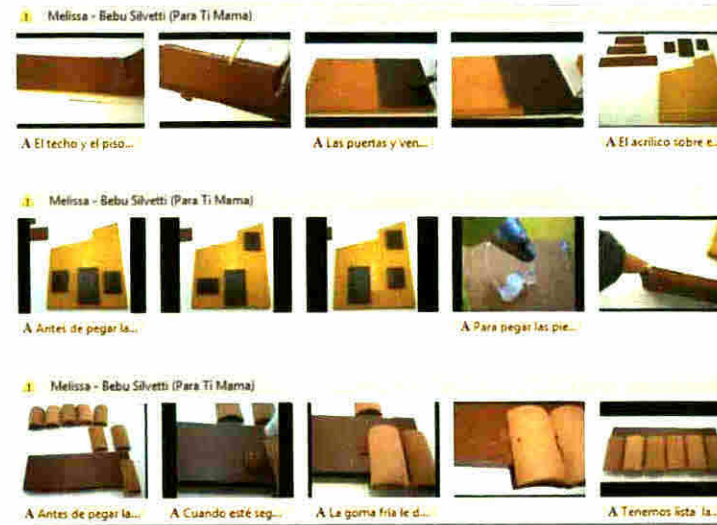 Melissa - Bebu Silvetti (Para Ti Mama)
A El techo y el piso...
A Las puertas y ven...
A El acrílico sobre e...
Melissa - Bebu Silvetti (Para Ti Mama)
A Antes de pegar la...
A Para pegar las pie...
Melissa - Bebu Silvetti (Para Ti Mama)
A Antes de pegar la...
A Cuando esté seg...
A La goma fria le d...
A Tenemos lista la...